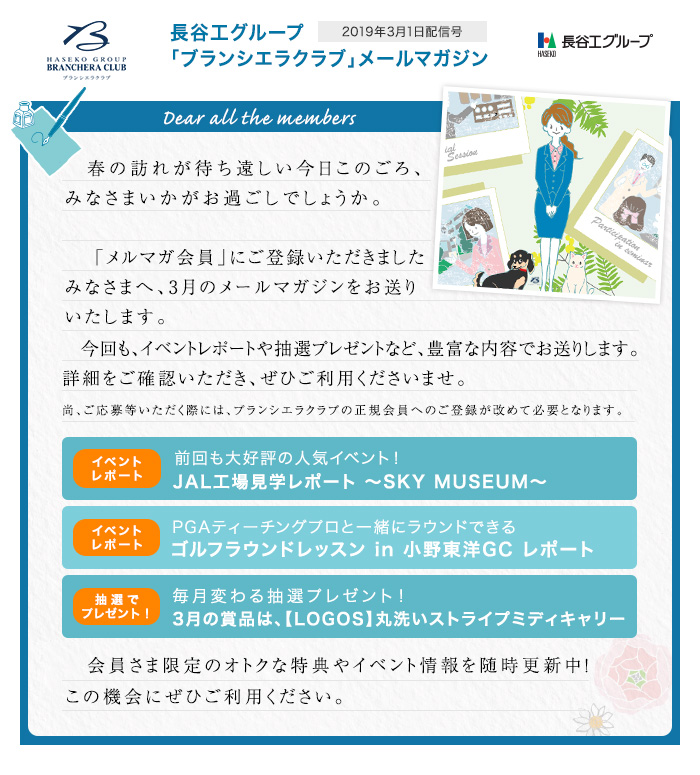 HASEKO GROUP
BRANCHERA CLUB
ブランシエラクラブ
長谷工グループ
2019年3月1日配信号
「ブランシエラクラブ」メールマガジン
HASEKO
長谷工グループ
Dear all the members
ial
Session
Participation
in seminar
春の訪れが待ち遠しい今日このごろ、
みなさまいかがお過ごしでしょうか。
「メルマガ会員」にご登録いただきました
みなさまへ、3月のメールマガジンをお送り
いたします。
今回も、イベントレポートや抽選プレゼントなど、豊富な内容でお送りします。
詳細をご確認いただき、ぜひご利用くださいませ。
尚、ご応募等いただく際には、ブランシエラクラブの正規会員へのご登録が改めて必要となります。
イベント
レポート
前回も大好評の人気イベント！
JAL工場見学レポート ～SKY MUSEUM～
イベント
レポート
PGAティーチングプロと一緒にラウンドできる
ゴルフラウンドレッスン in 小野東洋GC レポート
抽選で
プレゼント！
毎月変わる抽選プレゼント！
3月の賞品は、【LOGOS】丸洗いストライプミディキャリー
会員さま限定のオトクな特典やイベント情報を随時更新中！
この機会にぜひご利用ください。